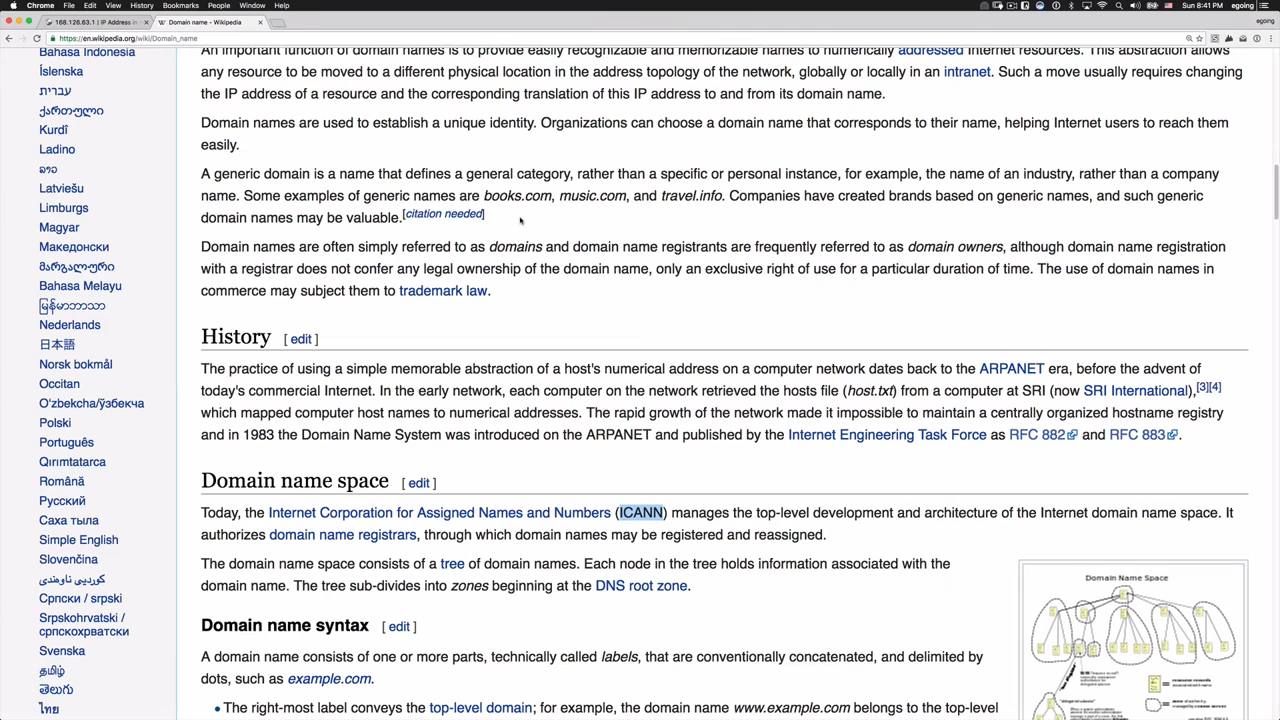 Chrome File Edit View History Bookmarks People Window Help
Sun 8:41 PM egoing
168.126.63.1 | IP Address in
Domain name - Wikipedia
egoing
https://en.wikipedia.org/wiki/Domain_name
Bahasa Indonesia
Íslenska
עברית
ქართული
Kurdî
Ladino
ລາວ
Latviešu
Limburgs
Magyar
Македонски
მარგალური
Bahasa Melayu
မြန်မာဘာသာ
Nederlands
日本語
Norsk bokmål
Occitan
Oʻzbekcha/ўзбекча
Polski
Português
Qırımtatarca
Română
Русский
Саха тыла
Simple English
Slovenčina
کوردیی ناوەندی
Српски / srpski
Srpskohrvatski /
српскохрватски
Svenska
தமிழ்
తెలుగు
ไทย
An important function of domain names is to provide easily recognizable and memorizable names to numerically addressed Internet resources. This abstraction allows
any resource to be moved to a different physical location in the address topology of the network, globally or locally in an intranet. Such a move usually requires changing
the IP address of a resource and the corresponding translation of this IP address to and from its domain name.
Domain names are used to establish a unique identity. Organizations can choose a domain name that corresponds to their name, helping Internet users to reach them
easily.
A generic domain is a name that defines a general category, rather than a specific or personal instance, for example, the name of an industry, rather than a company
name. Some examples of generic names are books.com, music.com, and travel.info. Companies have created brands based on generic names, and such generic
domain names may be valuable.[citation needed]
Domain names are often simply referred to as domains and domain name registrants are frequently referred to as domain owners, although domain name registration
with a registrar does not confer any legal ownership of the domain name, only an exclusive right of use for a particular duration of time. The use of domain names in
commerce may subject them to trademark law.
History [ edit ]
The practice of using a simple memorable abstraction of a host's numerical address on a computer network dates back to the ARPANET era, before the advent of
today's commercial Internet. In the early network, each computer on the network retrieved the hosts file (host.txt) from a computer at SRI (now SRI International),[3][4]
which mapped computer host names to numerical addresses. The rapid growth of the network made it impossible to maintain a centrally organized hostname registry
and in 1983 the Domain Name System was introduced on the ARPANET and published by the Internet Engineering Task Force as RFC 882 and RFC 883.
Domain name space [ edit ]
Today, the Internet Corporation for Assigned Names and Numbers (ICANN) manages the top-level development and architecture of the Internet domain name space. It
authorizes domain name registrars, through which domain names may be registered and reassigned.
The domain name space consists of a tree of domain names. Each node in the tree holds information associated with the
domain name. The tree sub-divides into zones beginning at the DNS root zone.
Domain Name Space
Domain name syntax [ edit ]
A domain name consists of one or more parts, technically called labels, that are conventionally concatenated, and delimited by
dots, such as example.com.
• The right-most label conveys the top-level domain; for example, the domain name www.example.com belongs to the top-level